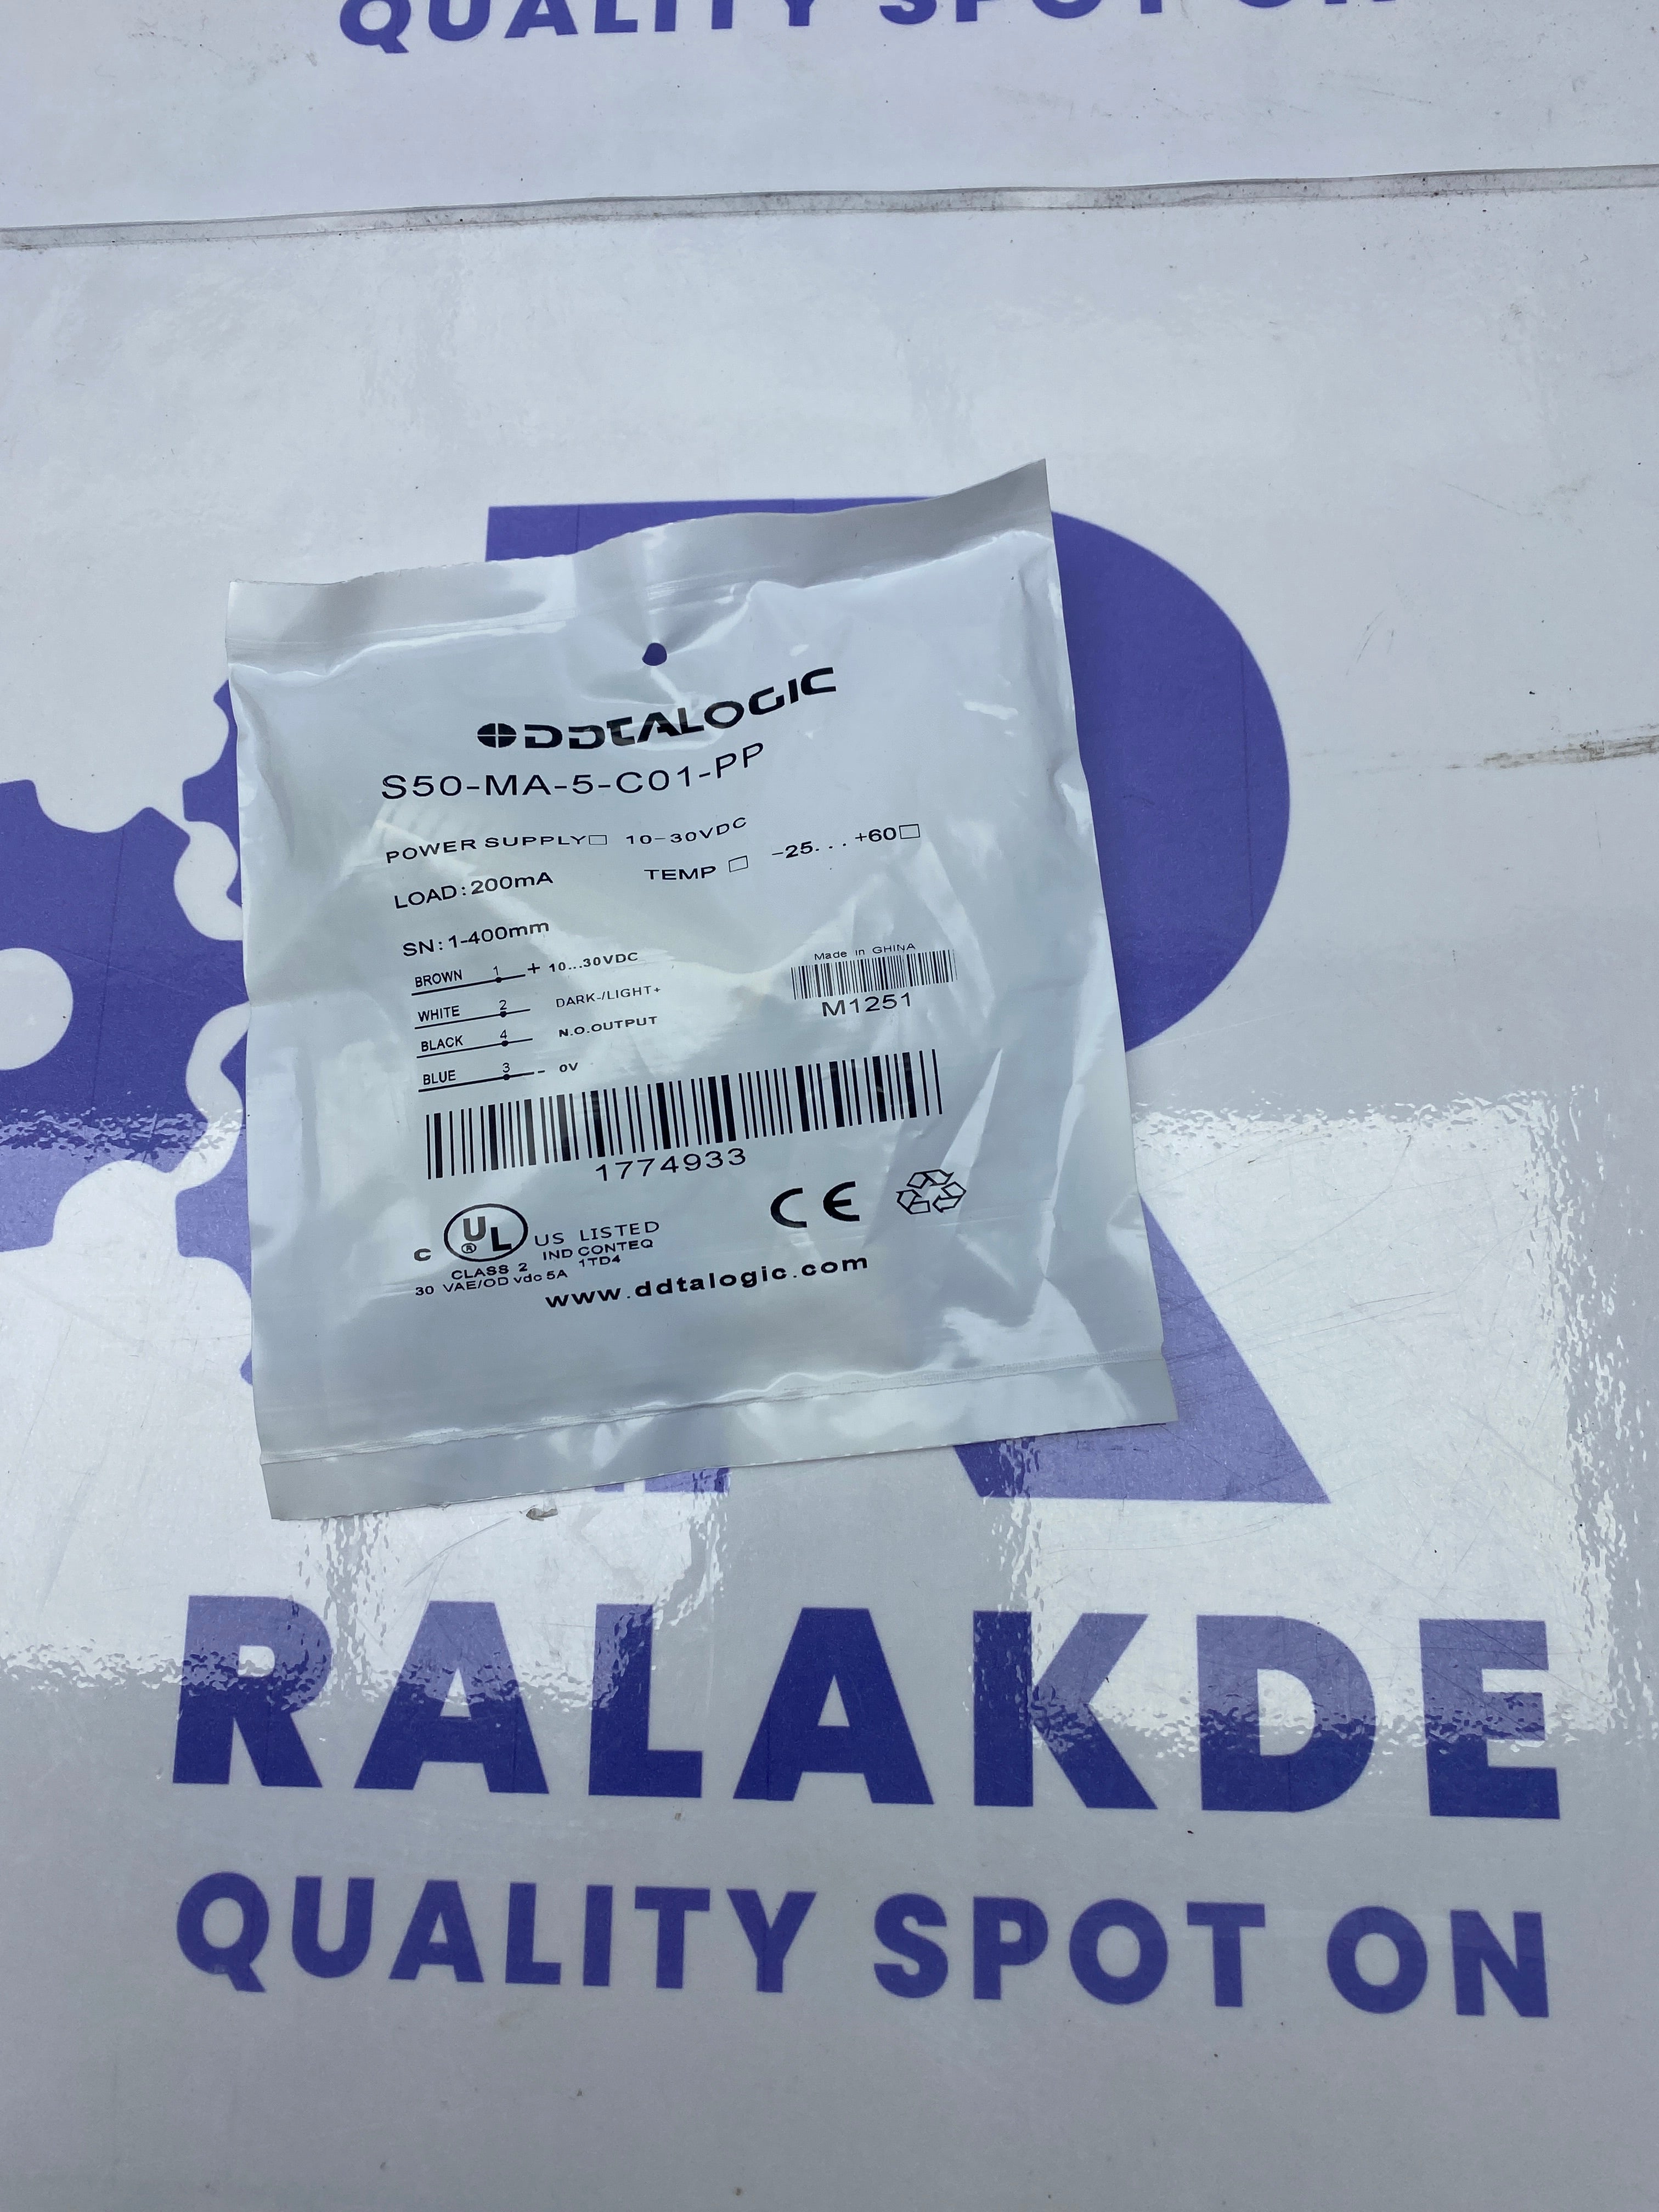 QUALITY SPOT ON
DDTALOGIC
S50-MA-5-C01-PP
POWER SUPPLY□ 10-30VDC
LOAD:200mA TEMP □ -25...+60□
SN:1-400mm
BROWN 1 + 10...30VDC
WHITE 2 DARK-/LIGHT+
BLACK 4 N.O.OUTPUT
BLUE 3 - 0V
Made in GHINA
M1251
1774933
C UL ® US LISTED
IND CONTEQ
CLASS 2 1TD4
30 VAE/OD vdc 5A
CE
www.ddtalogic.com
RALAKDE
QUALITY SPOT ON